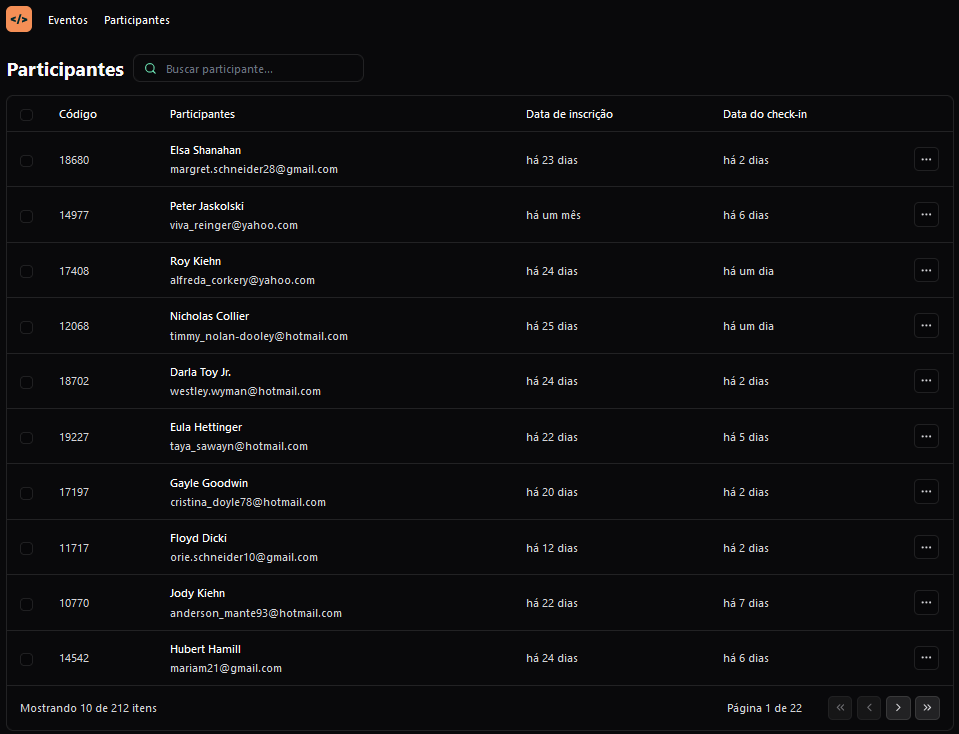 </>
Eventos Participantes
Participantes Buscar participante...
Código Participantes Data de inscrição Data do check-in
18680 Elsa Shanahan há 23 dias há 2 dias
margret.schneider28@gmail.com
14977 Peter Jaskolski há um mês há 6 dias
viva_reinger@yahoo.com
17408 Roy Kiehn há 24 dias há um dia
alfreda_corkery@yahoo.com
12068 Nicholas Collier há 25 dias há um dia
timmy_nolan-dooley@hotmail.com
18702 Darla Toy Jr. há 24 dias há 2 dias
westley.wyman@hotmail.com
19227 Eula Hettinger há 22 dias há 5 dias
taya_sawayn@hotmail.com
17197 Gayle Goodwin há 20 dias há 2 dias
cristina_doyle78@hotmail.com
11717 Floyd Dicki há 12 dias há 2 dias
orie.schneider10@gmail.com
10770 Jody Kiehn há 22 dias há 7 dias
anderson_mante93@hotmail.com
14542 Hubert Hamill há 24 dias há 6 dias
mariam21@gmail.com
Mostrando 10 de 212 itens Página 1 de 22